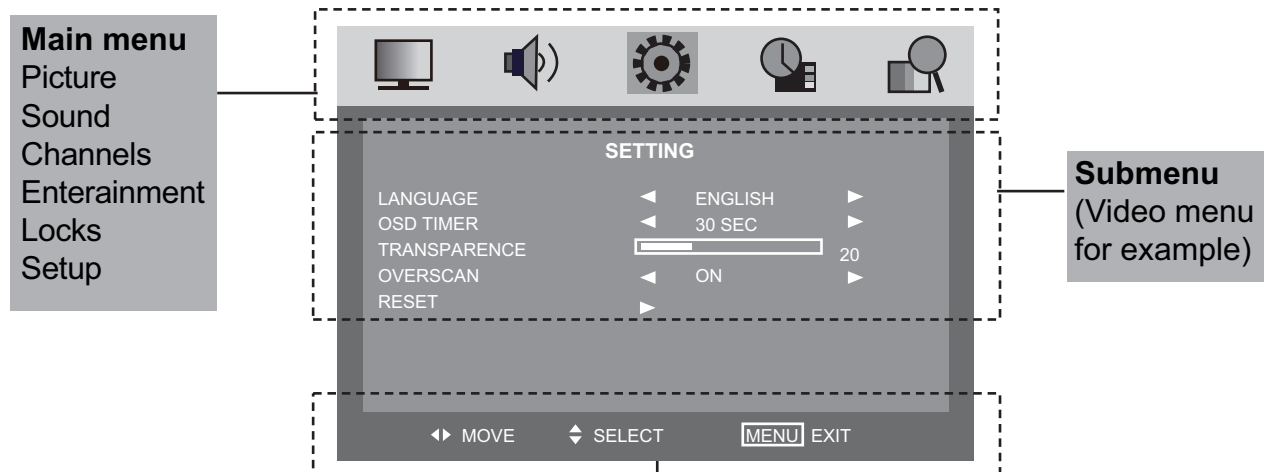 Main menu
Picture
Sound
Channels
Enterainment
Locks
Setup
SETTING
LANGUAGE ENGLISH
OSD TIMER 30 SEC
TRANSPARENCE 20
OVERSCAN ON
RESET
MOVE SELECT MENU EXIT
Submenu
(Video menu
for example)